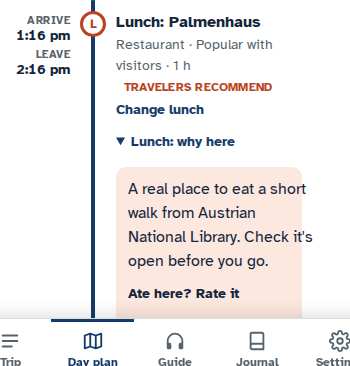 ARRIVE
1:16 pm
LEAVE
2:16 pm
L
Lunch: Palmenhaus
Restaurant · Popular with
visitors · 1 h
TRAVELERS RECOMMEND
Change lunch
▼ Lunch: why here
A real place to eat a short
walk from Austrian
National Library. Check it's
open before you go.
Ate here? Rate it
Trip
Day plan
Guide
Journal
Settin